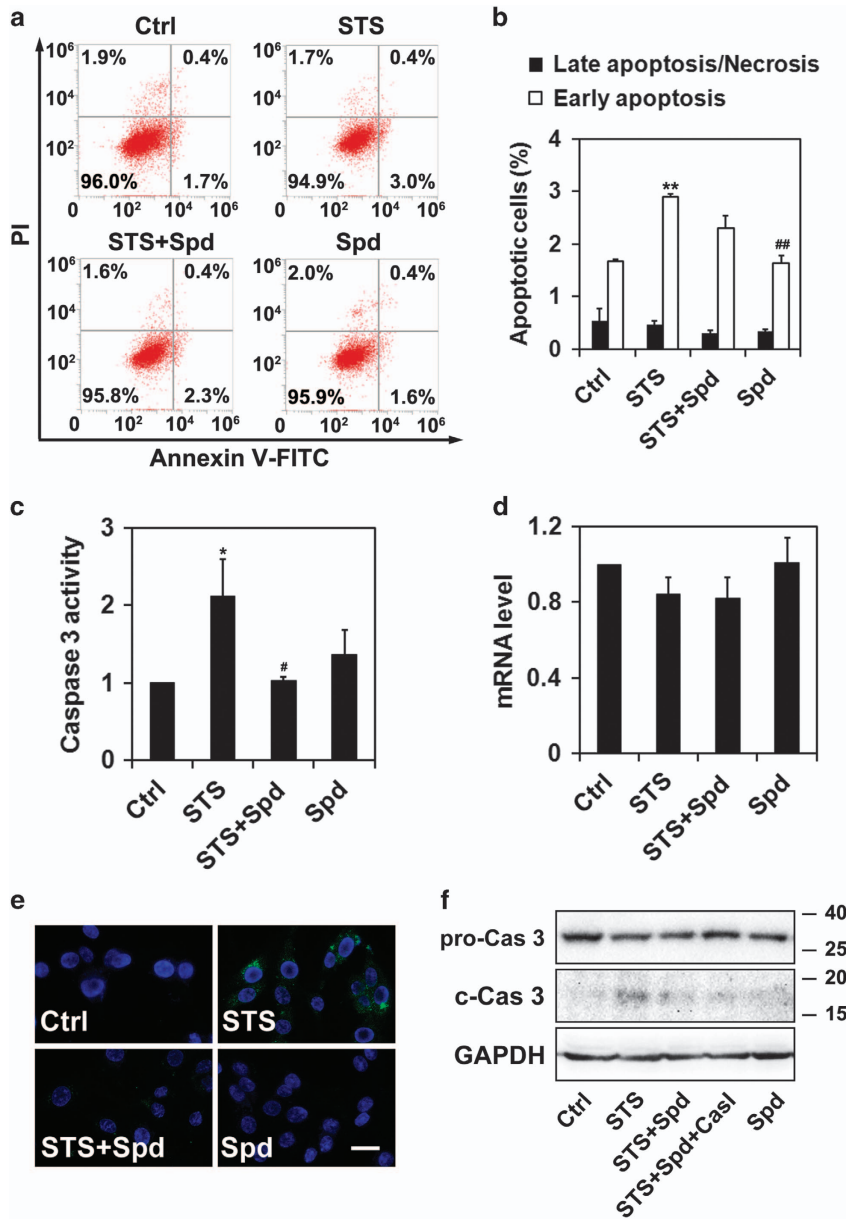 a
Ctrl
STS
PI
10⁶
10⁴
10²
0
1.9%
0.4%
96.0%
1.7%
0 10² 10⁴ 10⁶
10⁶
10⁴
10²
0
1.7%
0.4%
94.9%
3.0%
0 10² 10⁴ 10⁶
STS+Spd
Spd
10⁶
10⁴
10²
0
1.6%
0.4%
95.8%
2.3%
0 10² 10⁴ 10⁶
10⁶
10⁴
10²
0
2.0%
0.4%
95.9%
1.6%
0 10² 10⁴ 10⁶
Annexin V-FITC
b
Late apoptosis/Necrosis
Early apoptosis
Apoptotic cells (%)
4
3
2
1
0
**
##
Ctrl
STS
STS+Spd
Spd
c
Caspase 3 activity
3
2
1
0
*
#
Ctrl
STS
STS+Spd
Spd
d
mRNA level
1.2
0.8
0.4
0
Ctrl
STS
STS+Spd
Spd
e
Ctrl
STS
STS+Spd
Spd
f
pro-Cas 3
40
25
c-Cas 3
20
15
GAPDH
Ctrl
STS
STS+Spd
STS+Spd+CasI
Spd